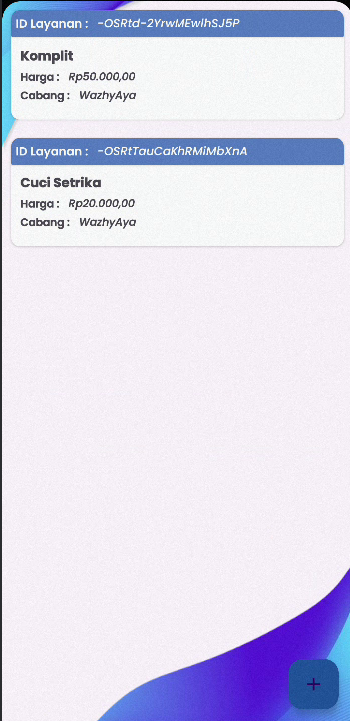 ID Layanan : -OSRtd-2YrwMEwlhSJ5P
Komplit
Harga : Rp50.000,00
Cabang : WazhyAya
ID Layanan : -OSRtTauCaKhRMiMbXnA
Cuci Setrika
Harga : Rp20.000,00
Cabang : WazhyAya
+